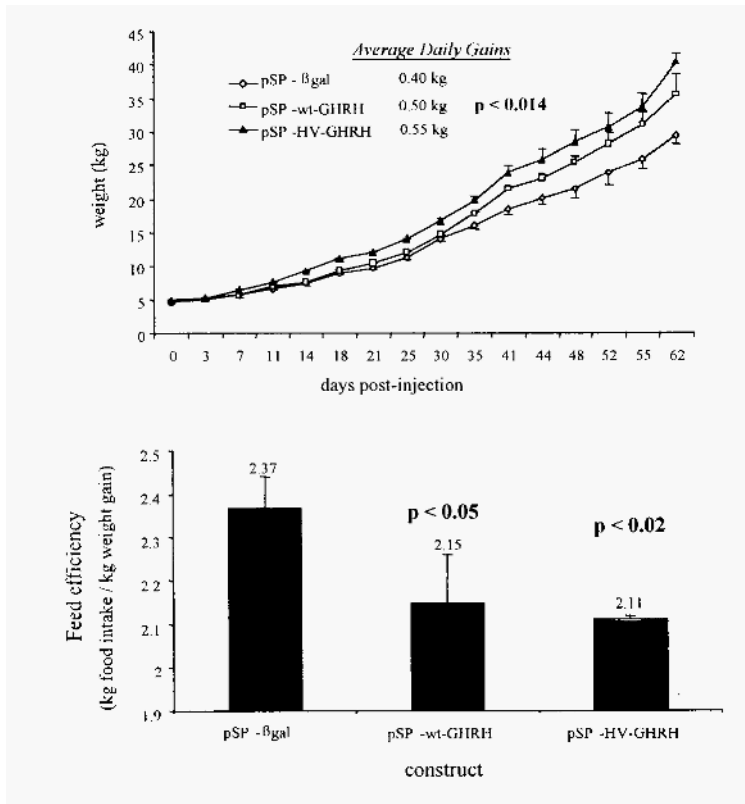 Average Daily Gains
pSP - ßgal 0.40 kg
pSP -wt-GHRH 0.50 kg p < 0.014
pSP -HV-GHRH 0.55 kg
45
40
35
30
25
20
15
10
5
0
weight (kg)
0 3 7 11 14 18 21 25 30 35 41 44 48 52 55 62
days post-injection
2.5
2.4
2.3
2.2
2.1
2
1.9
Feed efficiency
(kg food intake / kg weight gain)
2.37
p < 0.05
2.15
p < 0.02
2.11
pSP -ßgal pSP -wt-GHRH pSP -HV-GHRH
construct